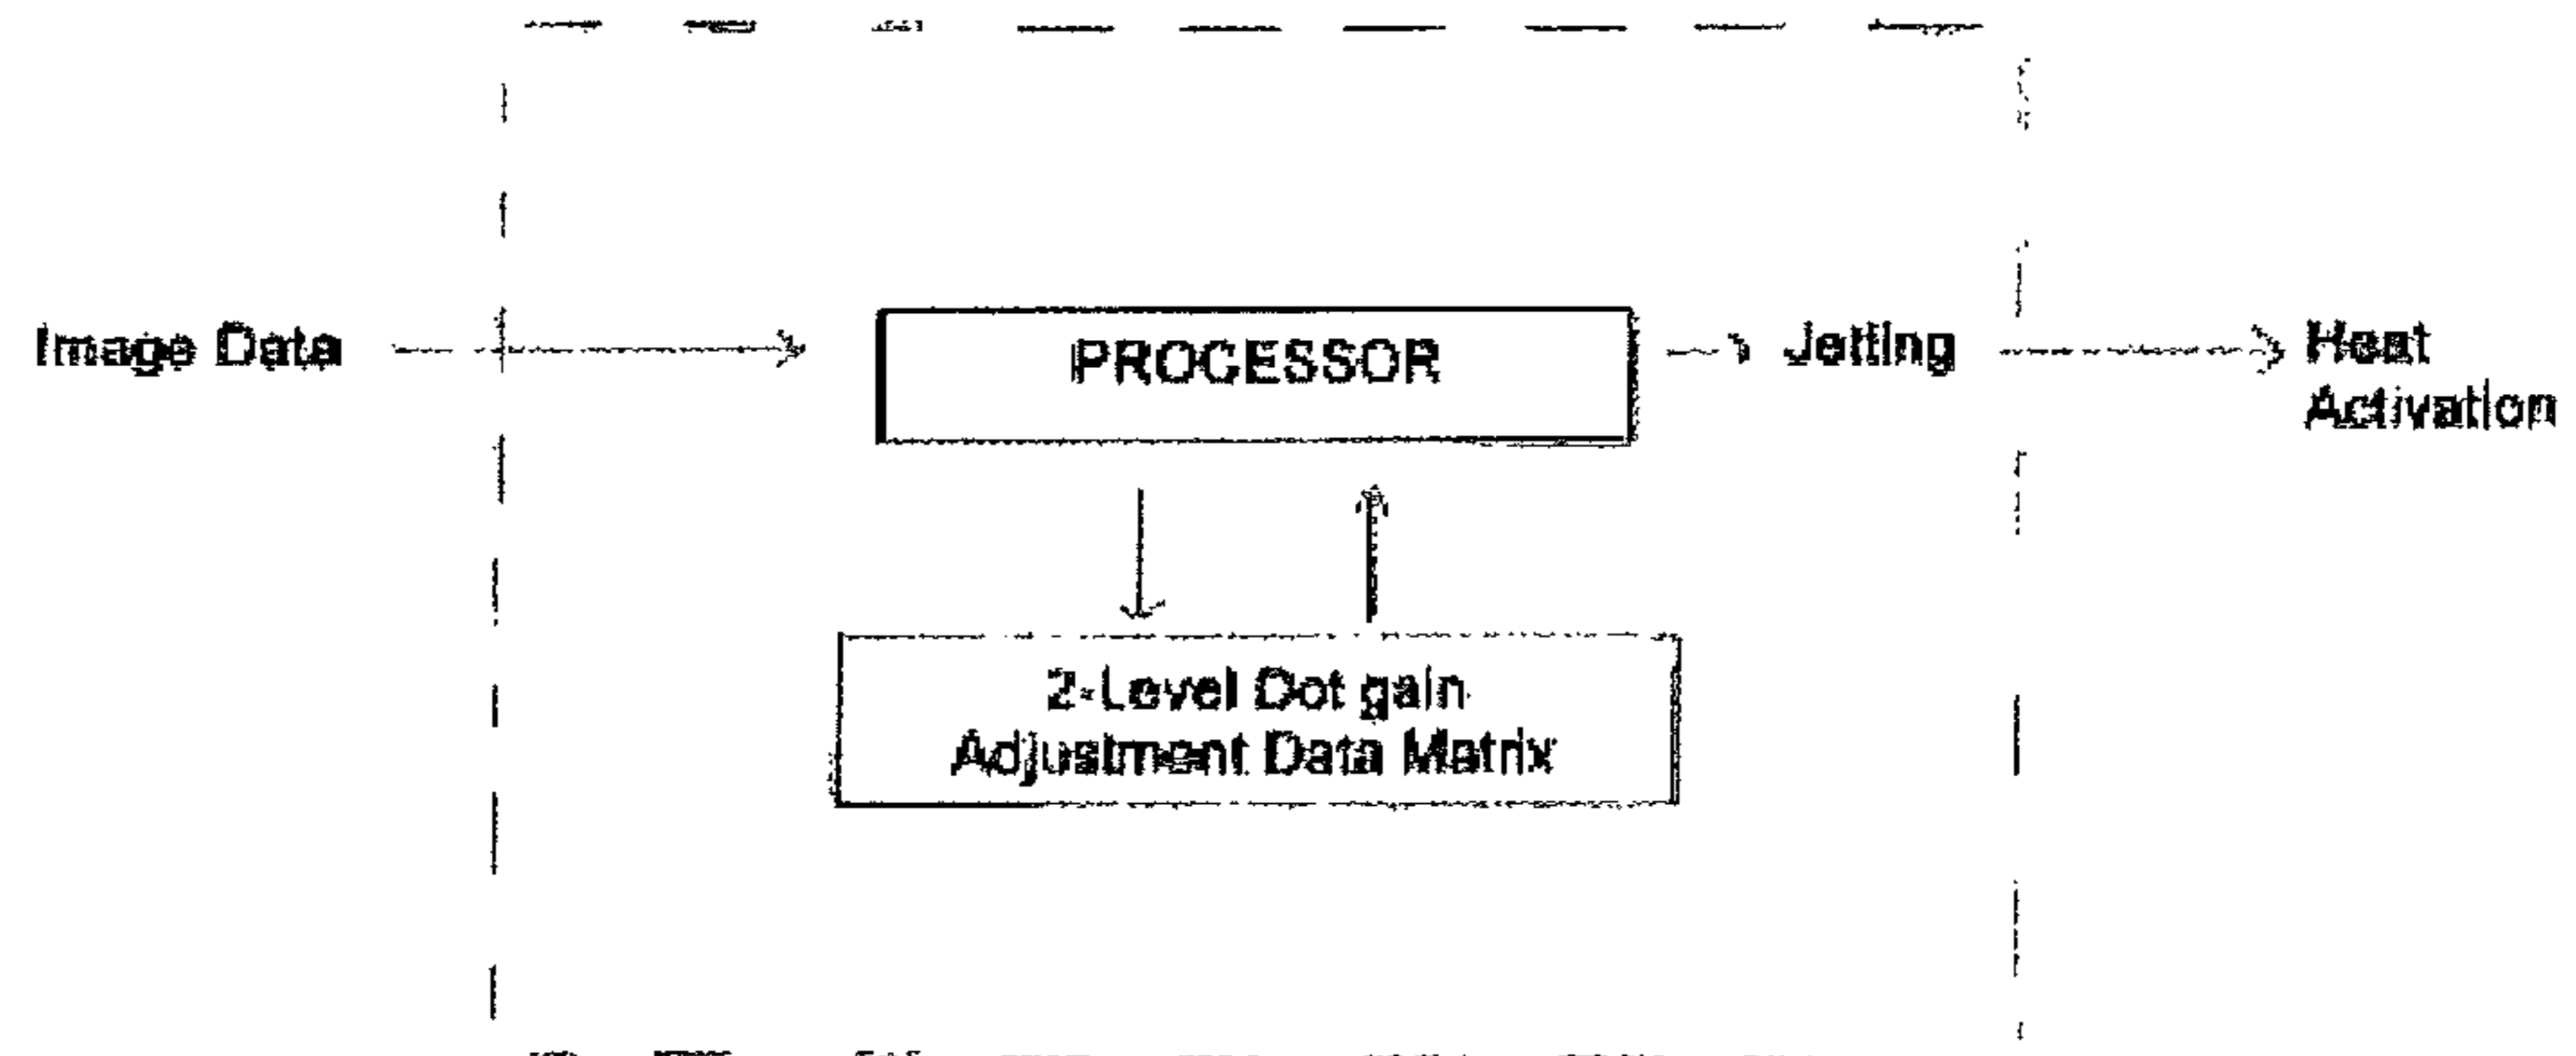 Image Data
PROCESSOR
Jetting
Heat
Activation
2-Level Dot gain
Adjustment Data Matrix